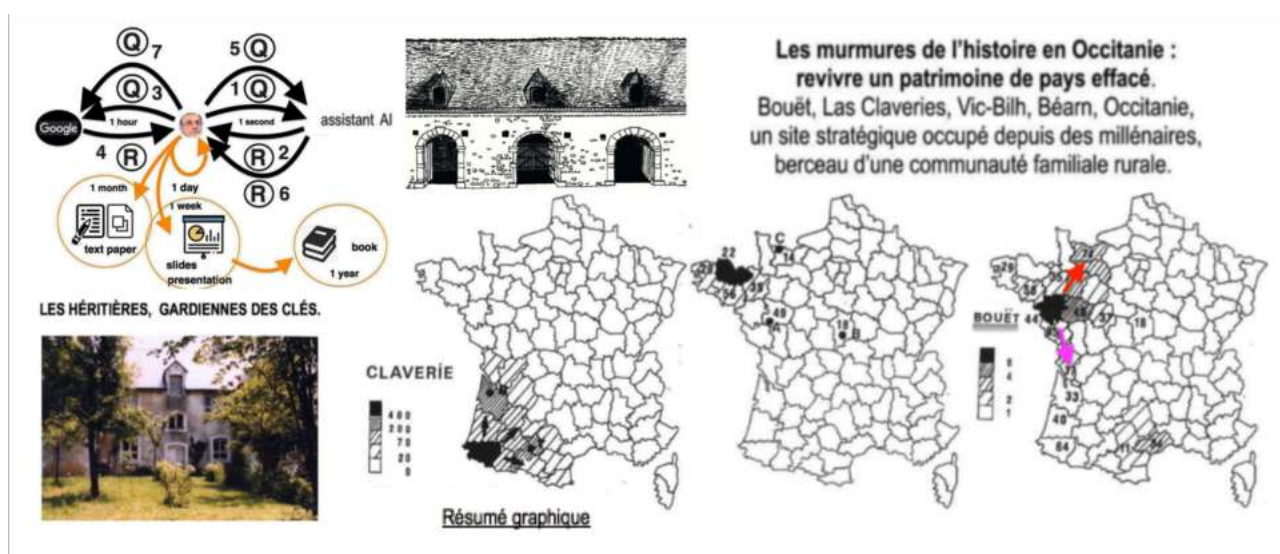 Q 7
5 Q
Q 3
1 Q
Google
1 hour
1 second
assistant AI
4 R
R 2
R 6
1 month
1 day
1 week
text paper
slides
presentation
book
1 year
LES HÉRITIÈRES, GARDIENNES DES CLÉS.
Les murmures de l'histoire en Occitanie :
revivre un patrimoine de pays effacé.
Bouët, Las Claveries, Vic-Bilh, Béarn, Occitanie,
un site stratégique occupé depuis des millénaires,
berceau d'une communauté familiale rurale.
CLAVERÍE
400
200
70
20
0
22
C
14
35
56
49
A
18
B
BOUËT
4
2
1
29
74
44
37
18
33
40
64
11
Résumé graphique